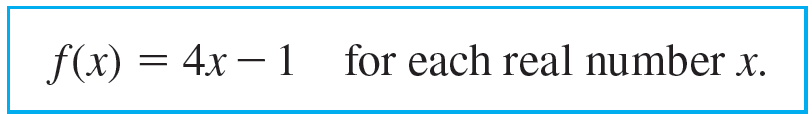 f(x) = 4x − 1 for each real number x.